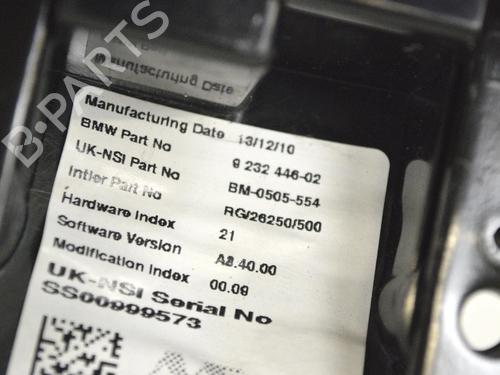 B-PARTS
Manufacturing Date
Manufacturing Date 13/12/10
BMW Part No 9 232 446-02
UK-NSI Part No BM-0505-554
Intier Part No RG/26250/500
Hardware Index 21
Software Version A2.40.00
Modification Index 00.09
UK-NSI Serial No
SS00999573